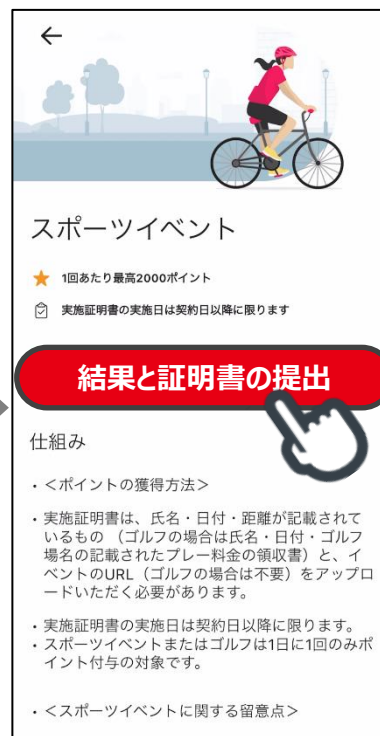 スポーツイベント
1回あたり最高2000ポイント
実施証明書の実施日は契約日以降に限ります
結果と証明書の提出
仕組み
・<ポイントの獲得方法>
・実施証明書は、氏名・日付・距離が記載されて
いるもの （ゴルフの場合は氏名・日付・ゴルフ
場名の記載されたプレー料金の領収書）と、イ
ベントのURL（ゴルフの場合は不要）をアップロ
ードいただく必要があります。
・実施証明書の実施日は契約日以降に限ります。
・スポーツイベントまたはゴルフは1日に1回のみポ
イント付与の対象です。
・<スポーツイベントに関する留意点>